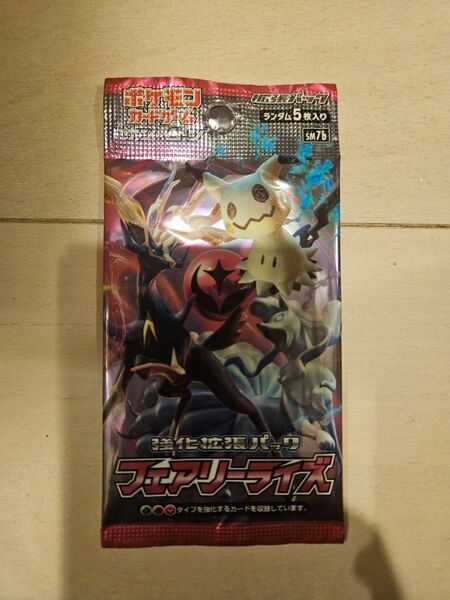 ポケモン
カードゲーム
拡張パック
ランダム5枚入り
SM7b
強化拡張パック
フェアリーライズ
タイプを強化するカードを収録しています。